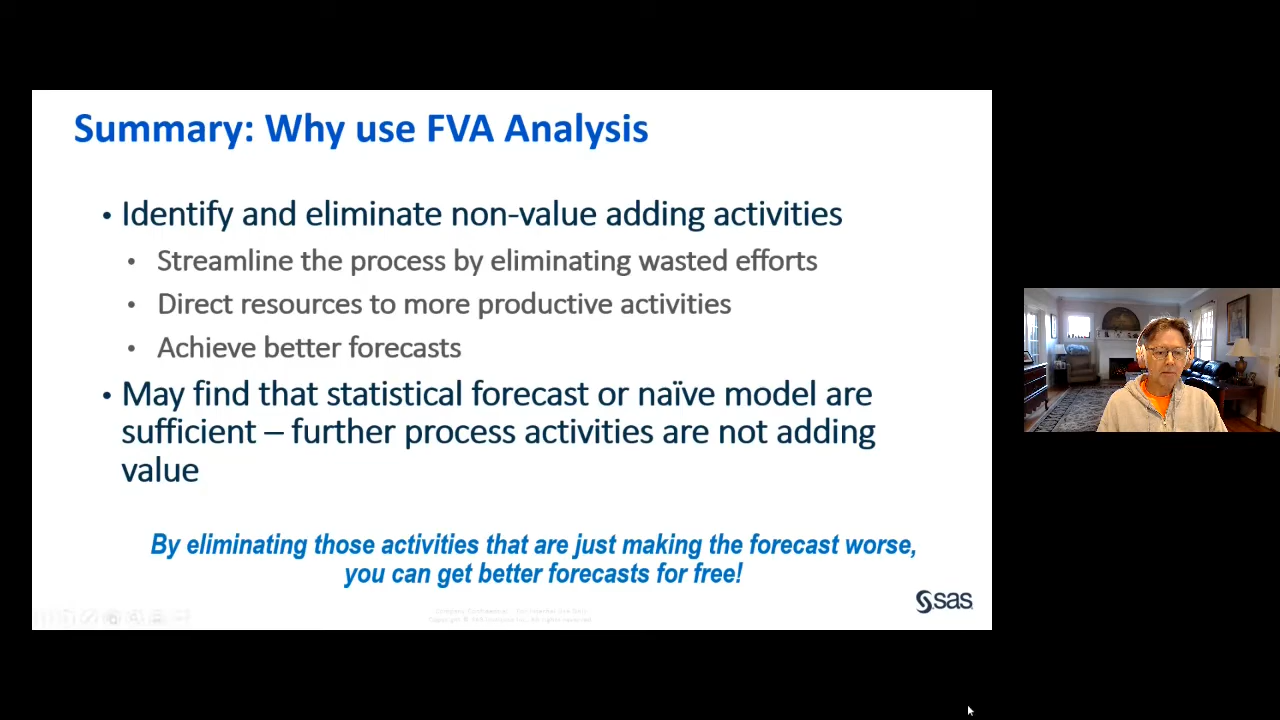 Summary: Why use FVA Analysis
• Identify and eliminate non-value adding activities
• Streamline the process by eliminating wasted efforts
• Direct resources to more productive activities
• Achieve better forecasts
• May find that statistical forecast or naïve model are
sufficient – further process activities are not adding
value
By eliminating those activities that are just making the forecast worse,
you can get better forecasts for free!
sas